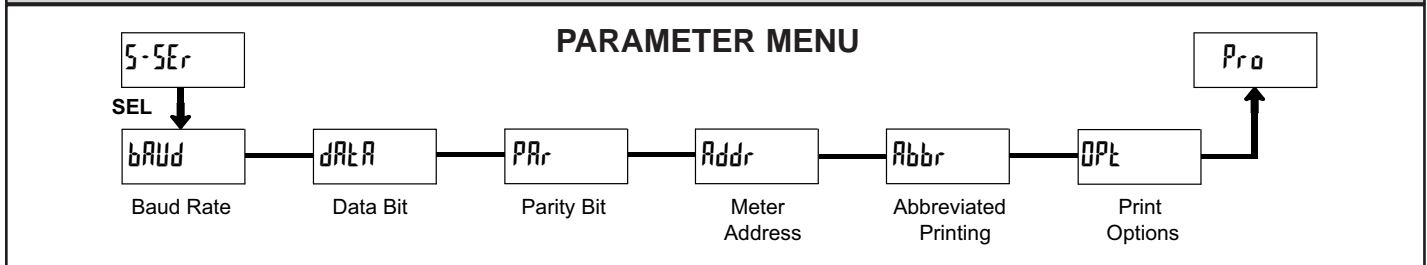 PARAMETER MENU
5-SEr
Pro
SEL
bAUd
dAtA
PAr
Addr
Abbr
OPt
Baud Rate
Data Bit
Parity Bit
Meter
Address
Abbreviated
Printing
Print
Options